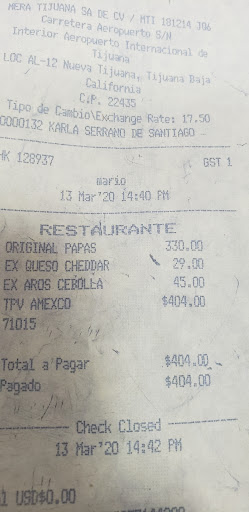 MERA TIJUANA SA DE CV / MTI 181214 J06
Carretera Aeropuerto S/N
Interior Aeropuerto Internacional de
Tijuana
LOC AL-12 Nueva Tijuana, Tijuana Baja
California
C.P. 22435
Tipo de Cambio\Exchange Rate: 17.50
0000132 KARLA SERRANO DE SANTIAGO
HK 128937 GST 1
mario
13 Mar'20 14:40 PM
RESTAURANTE
ORIGINAL PAPAS 330.00
EX QUESO CHEDDAR 29.00
EX AROS CEBOLLA 45.00
TPV AMEXCO $404.00
71015
Total a Pagar $404.00
Pagado $404.00
Check Closed
13 Mar'20 14:42 PM
USD$0.00